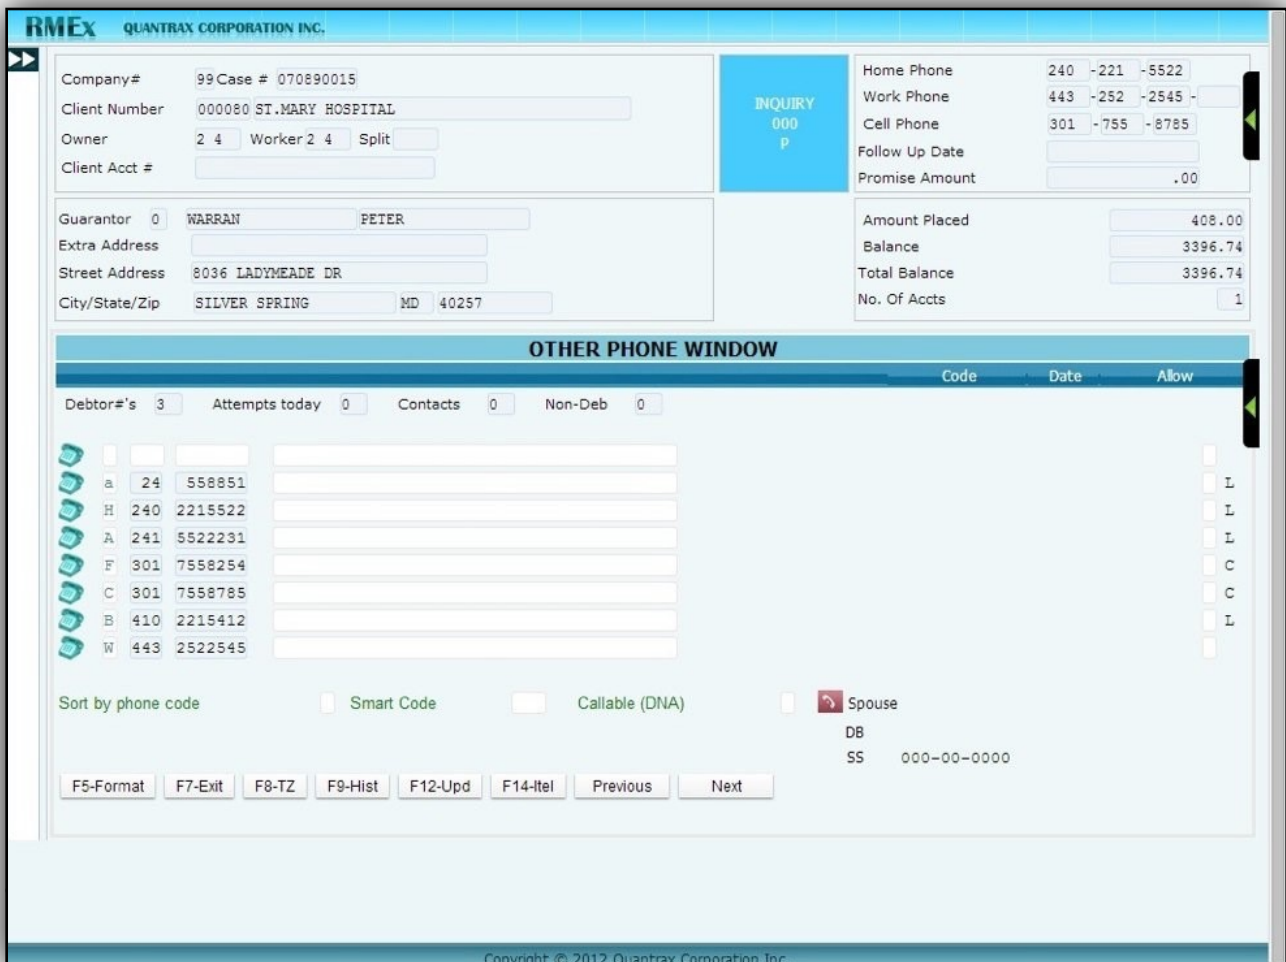 RMEx QUANTRAX CORPORATION INC.
Company# 99 Case # 070890015
Client Number 000080 ST.MARY HOSPITAL
Owner 2 4 Worker 2 4 Split
Client Acct #
INQUIRY
000
P
Home Phone 240 -221 -5522
Work Phone 443 -252 -2545 -
Cell Phone 301 -755 -8785
Follow Up Date
Promise Amount .00
Guarantor 0 WARRAN PETER
Extra Address
Street Address 8036 LADYMEADE DR
City/State/Zip SILVER SPRING MD 40257
Amount Placed 408.00
Balance 3396.74
Total Balance 3396.74
No. Of Accts 1
OTHER PHONE WINDOW
Code Date Allow
Debtor#'s 3 Attempts today 0 Contacts 0 Non-Deb 0
a 24 558851 L
H 240 2215522 L
A 241 5522231 L
F 301 7558254 C
C 301 7558785 C
B 410 2215412 L
W 443 2522545
Sort by phone code Smart Code Callable (DNA) Spouse
DB
SS 000-00-0000
F5-Format F7-Exit F8-TZ F9-Hist F12-Upd F14-Itel Previous Next
Copyright © 2012 Quantrax Corporation Inc